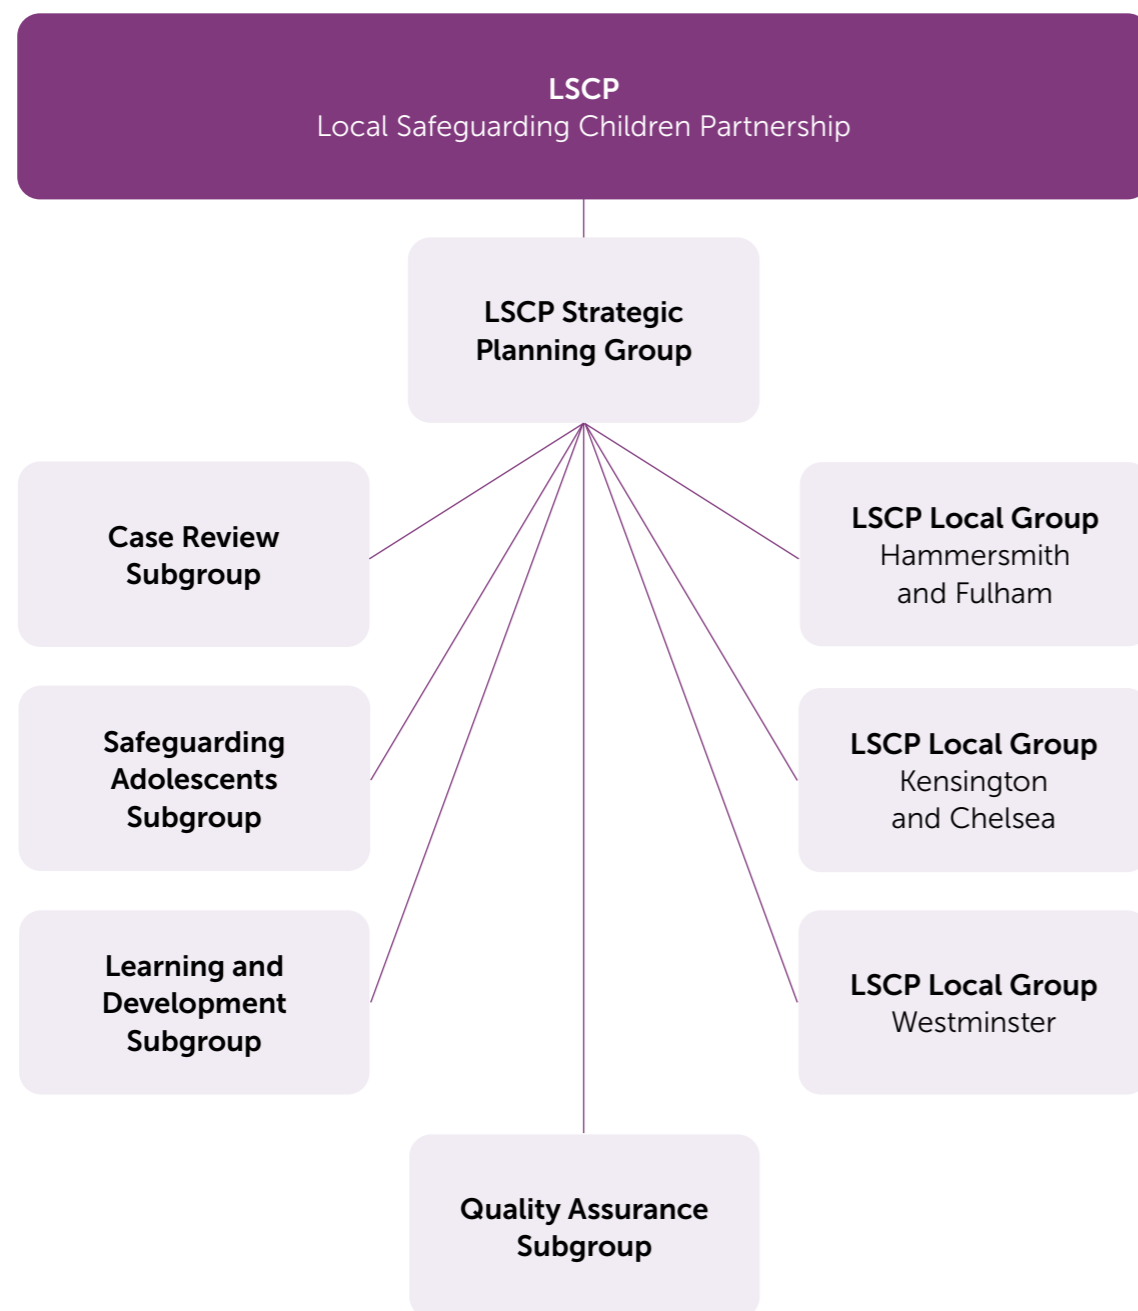 LSCP
Local Safeguarding Children Partnership
LSCP Strategic
Planning Group
Case Review
Subgroup
LSCP Local Group
Hammersmith
and Fulham
Safeguarding
Adolescents
Subgroup
LSCP Local Group
Kensington
and Chelsea
Learning and
Development
Subgroup
LSCP Local Group
Westminster
Quality Assurance
Subgroup